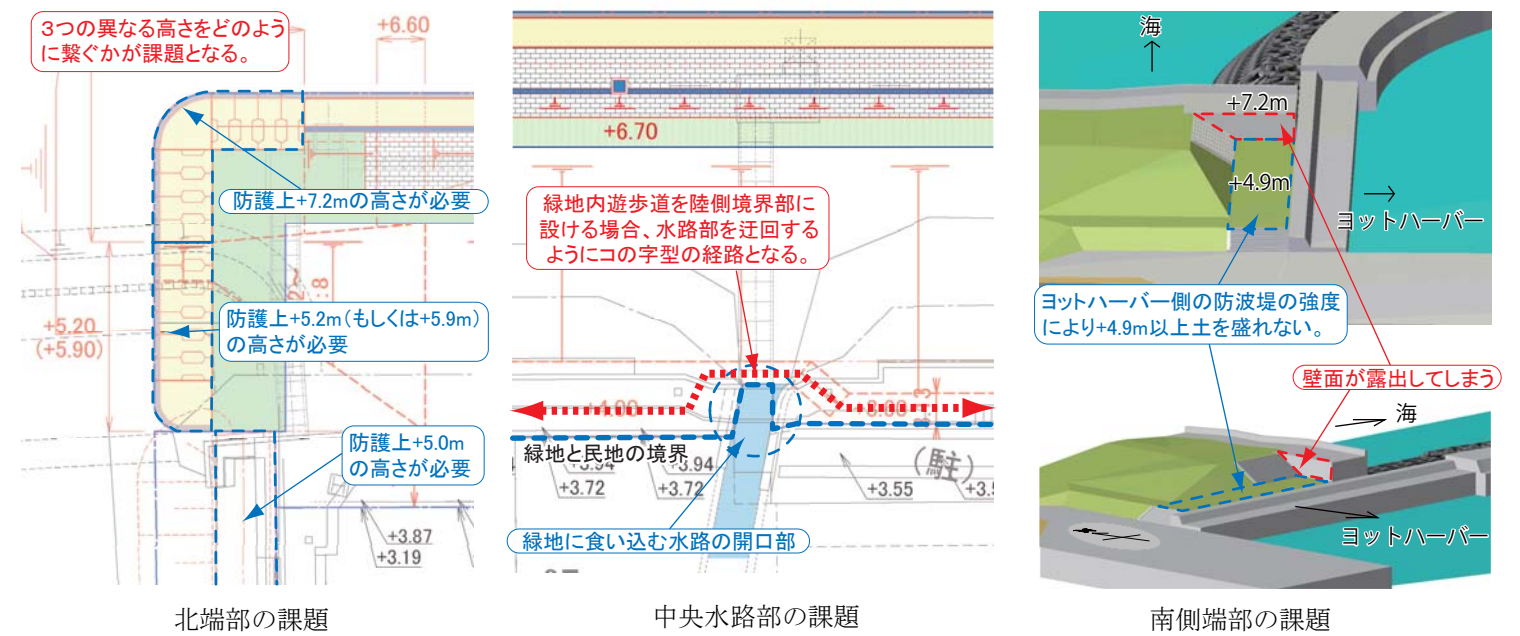 3つの異なる高さをどのよう
に繋ぐかが課題となる。
+6.60
防護上+7.2mの高さが必要
:8
+5.20
(+5.90)
防護上+5.2m(もしくは+5.9m)
の高さが必要
防護上+5.0m
の高さが必要
+3.87
+3.19
北端部の課題
+6.70
緑地内遊歩道を陸側境界部に
設ける場合、水路部を迂回する
ようにコの字型の経路となる。
+4.00
緑地と民地の境界
+3.94
+3.72
+3.94
+3.72
(駐)
+3.55
緑地に食い込む水路の開口部
中央水路部の課題
海
+7.2m
+4.9m
ヨットハーバー
ヨットハーバー側の防波堤の強度
により+4.9m以上土を盛れない。
壁面が露出してしまう
海
ヨットハーバー
南側端部の課題